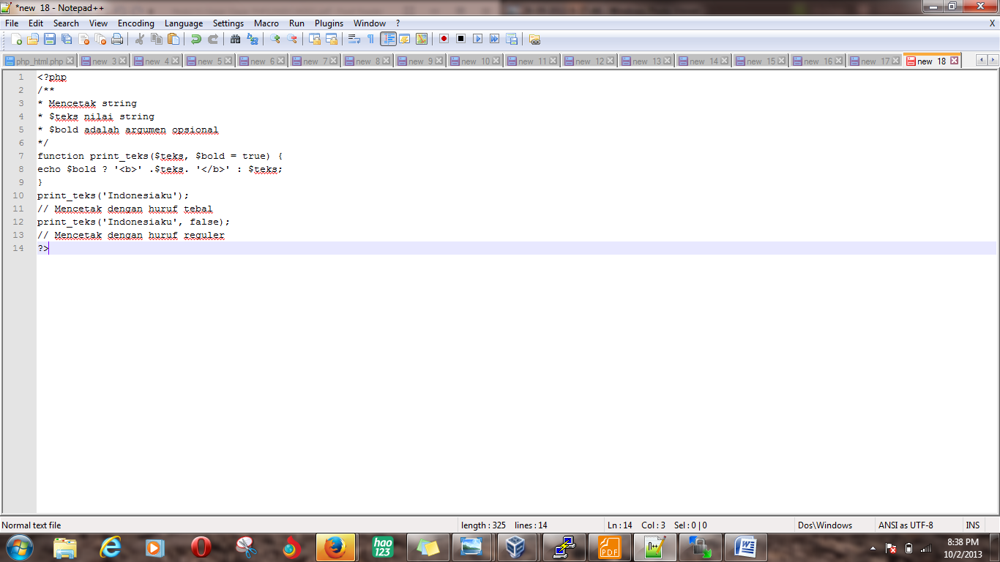 *new 18 - Notepad++
File Edit Search View Encoding Language Settings Macro Run Plugins Window ? X
php_html.php new 3 new 4 new 5 new 6 new 7 new 8 new 9 new 10 new 11 new 12 new 13 new 14 new 15 new 16 new 17 new 18
1 <?php
2 /**
3 * Mencetak string
4 * $teks nilai string
5 * $bold adalah argumen opsional
6 */
7 function print_teks($teks, $bold = true) {
8 echo $bold ? '<b>' .$teks. '</b>' : $teks;
9 }
10 print_teks('Indonesiaku');
11 // Mencetak dengan huruf tebal
12 print_teks('Indonesiaku', false);
13 // Mencetak dengan huruf reguler
14 ?>
Normal text file length : 325 lines : 14 Ln : 14 Col : 3 Sel : 0 | 0 Dos\Windows ANSI as UTF-8 INS
hao 123 PDF 8:38 PM
10/2/2013